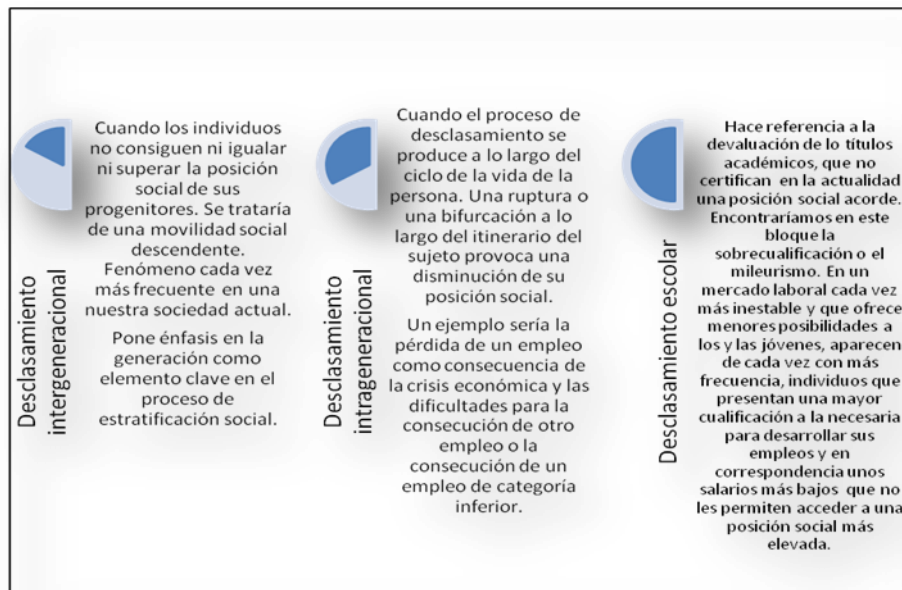 Desclasamiento
intergeneracional
Cuando los individuos
no consiguen ni igualar
ni superar la posición
social de sus
progenitores. Se trataría
de una movilidad social
descendente.
Fenómeno cada vez
más frecuente en una
nuestra sociedad actual.
Pone énfasis en la
generación como
elemento clave en el
proceso de
estratificación social.
Desclasamiento
intrageneracional
Cuando el proceso de
desclasamiento se
produce a lo largo del
ciclo de la vida de la
persona. Una ruptura o
una bifurcación a lo
largo del itinerario del
sujeto provoca una
disminución de su
posición social.
Un ejemplo sería la
pérdida de un empleo
como consecuencia de
la crisis económica y las
dificultades para la
consecución de otro
empleo o la
consecución de un
empleo de categoría
inferior.
Desclasamiento escolar
Hace referencia a la
devaluación de lo títulos
académicos, que no
certifican en la actualidad
una posición social acorde.
Encontraríamos en este
bloque la
sobrecualificación o el
mileurismo. En un
mercado laboral cada vez
más inestable y que ofrece
menores posibilidades a
los y las jóvenes, aparecen
de cada vez con más
frecuencia, individuos que
presentan una mayor
cualificación a la necesaria
para desarrollar sus
empleos y en
correspondencia unos
salarios más bajos que no
les permiten acceder a una
posición social más
elevada.